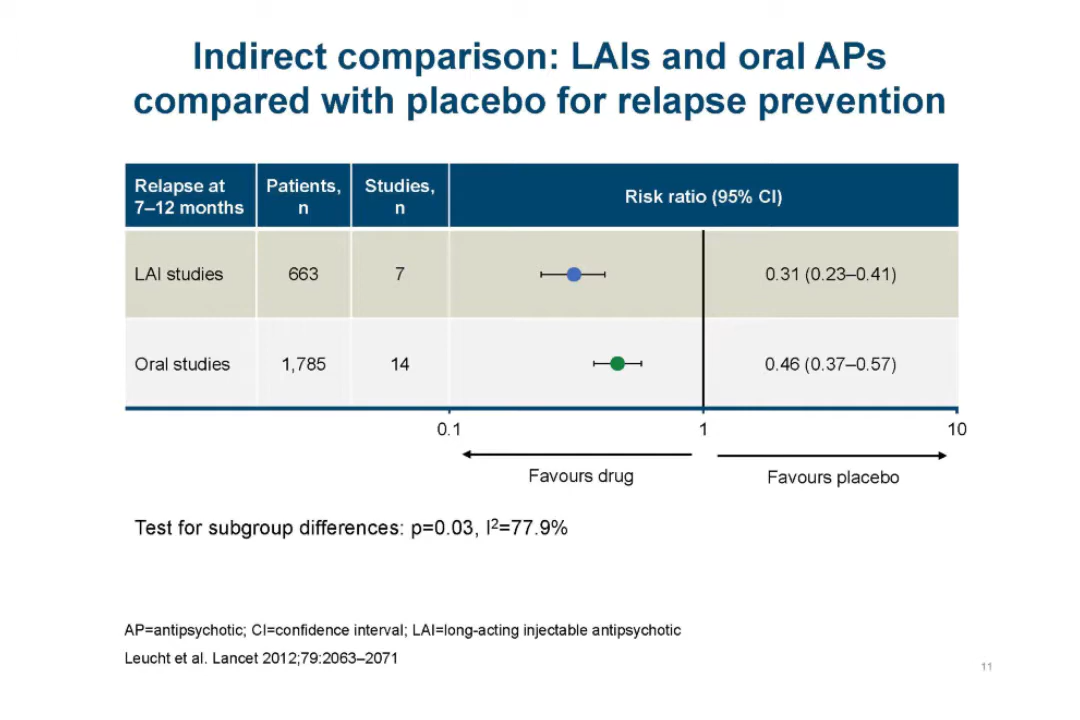 Indirect comparison: LAIs and oral APs
compared with placebo for relapse prevention
Relapse at
7–12 months
Patients,
n
Studies,
n
Risk ratio (95% CI)
LAI studies
663
7
0.31 (0.23–0.41)
Oral studies
1,785
14
0.46 (0.37–0.57)
0.1
1
10
Favours drug
Favours placebo
Test for subgroup differences: p=0.03, I²=77.9%
AP=antipsychotic; CI=confidence interval; LAI=long-acting injectable antipsychotic
Leucht et al. Lancet 2012;79:2063–2071
11